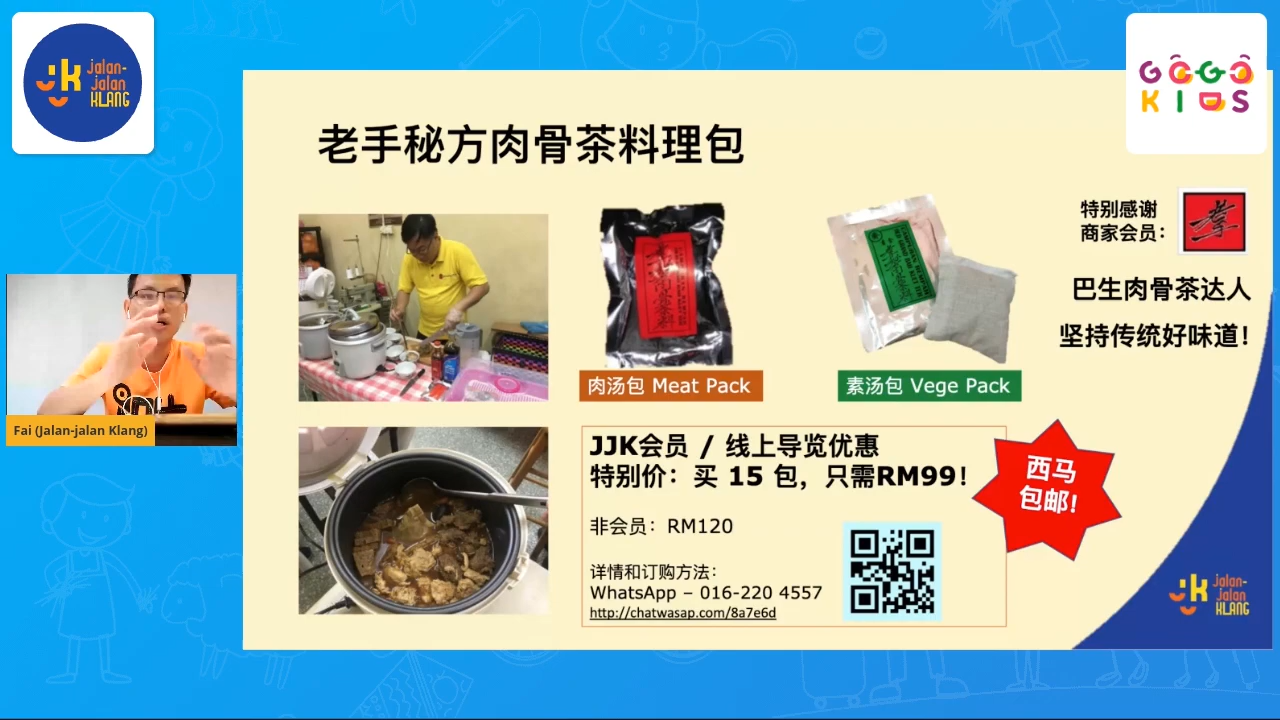 jalan-
jalan
KLANG
GOGO
KIDS
老手秘方肉骨茶料理包
特别感谢
商家会员：
巴生肉骨茶达人
坚持传统好味道！
肉汤包 Meat Pack
素汤包 Vege Pack
Fai (Jalan-jalan Klang)
JJK会员 / 线上导览优惠
特别价：买 15 包，只需RM99！
西马
包邮！
非会员：RM120
详情和订购方法：
WhatsApp – 016-220 4557
http://chatwasap.com/8a7e6d
jalan-
jalan
KLANG